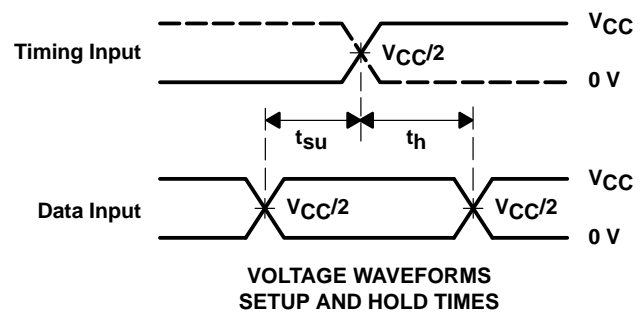 VCC
Timing Input
VCC/2
0 V
tsu
th
VCC
Data Input
VCC/2
VCC/2
0 V
VOLTAGE WAVEFORMS
SETUP AND HOLD TIMES